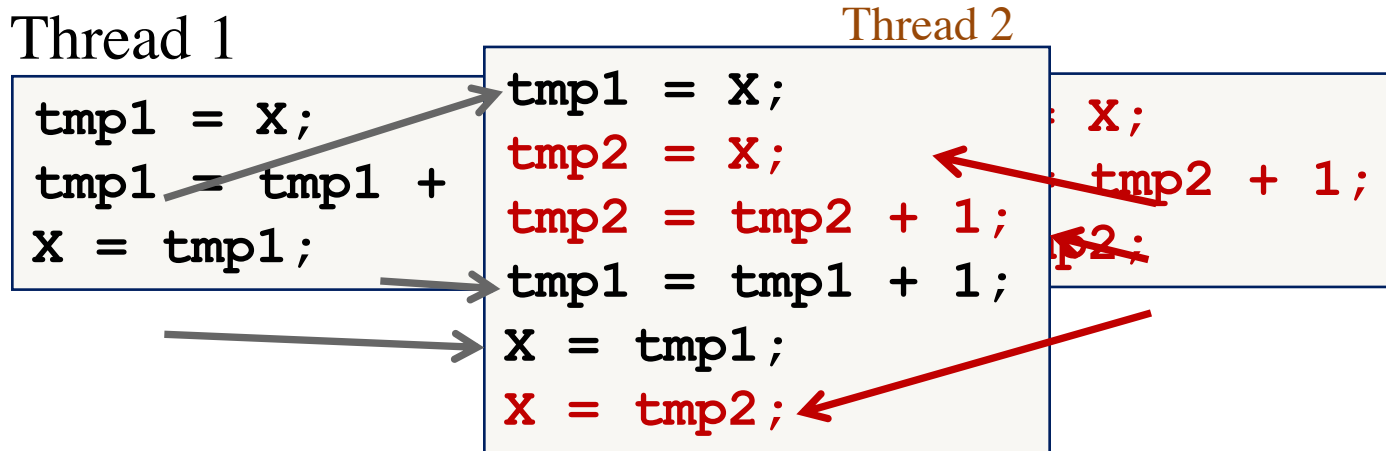 Thread 1
Thread 2
tmp1 = X;
tmp1 = tmp1 +
X = tmp1;
tmp1 = X;
tmp2 = X;
tmp2 = tmp2 + 1;
tmp1 = tmp1 + 1;
X = tmp1;
X = tmp2;
= X;
tmp2 + 1;